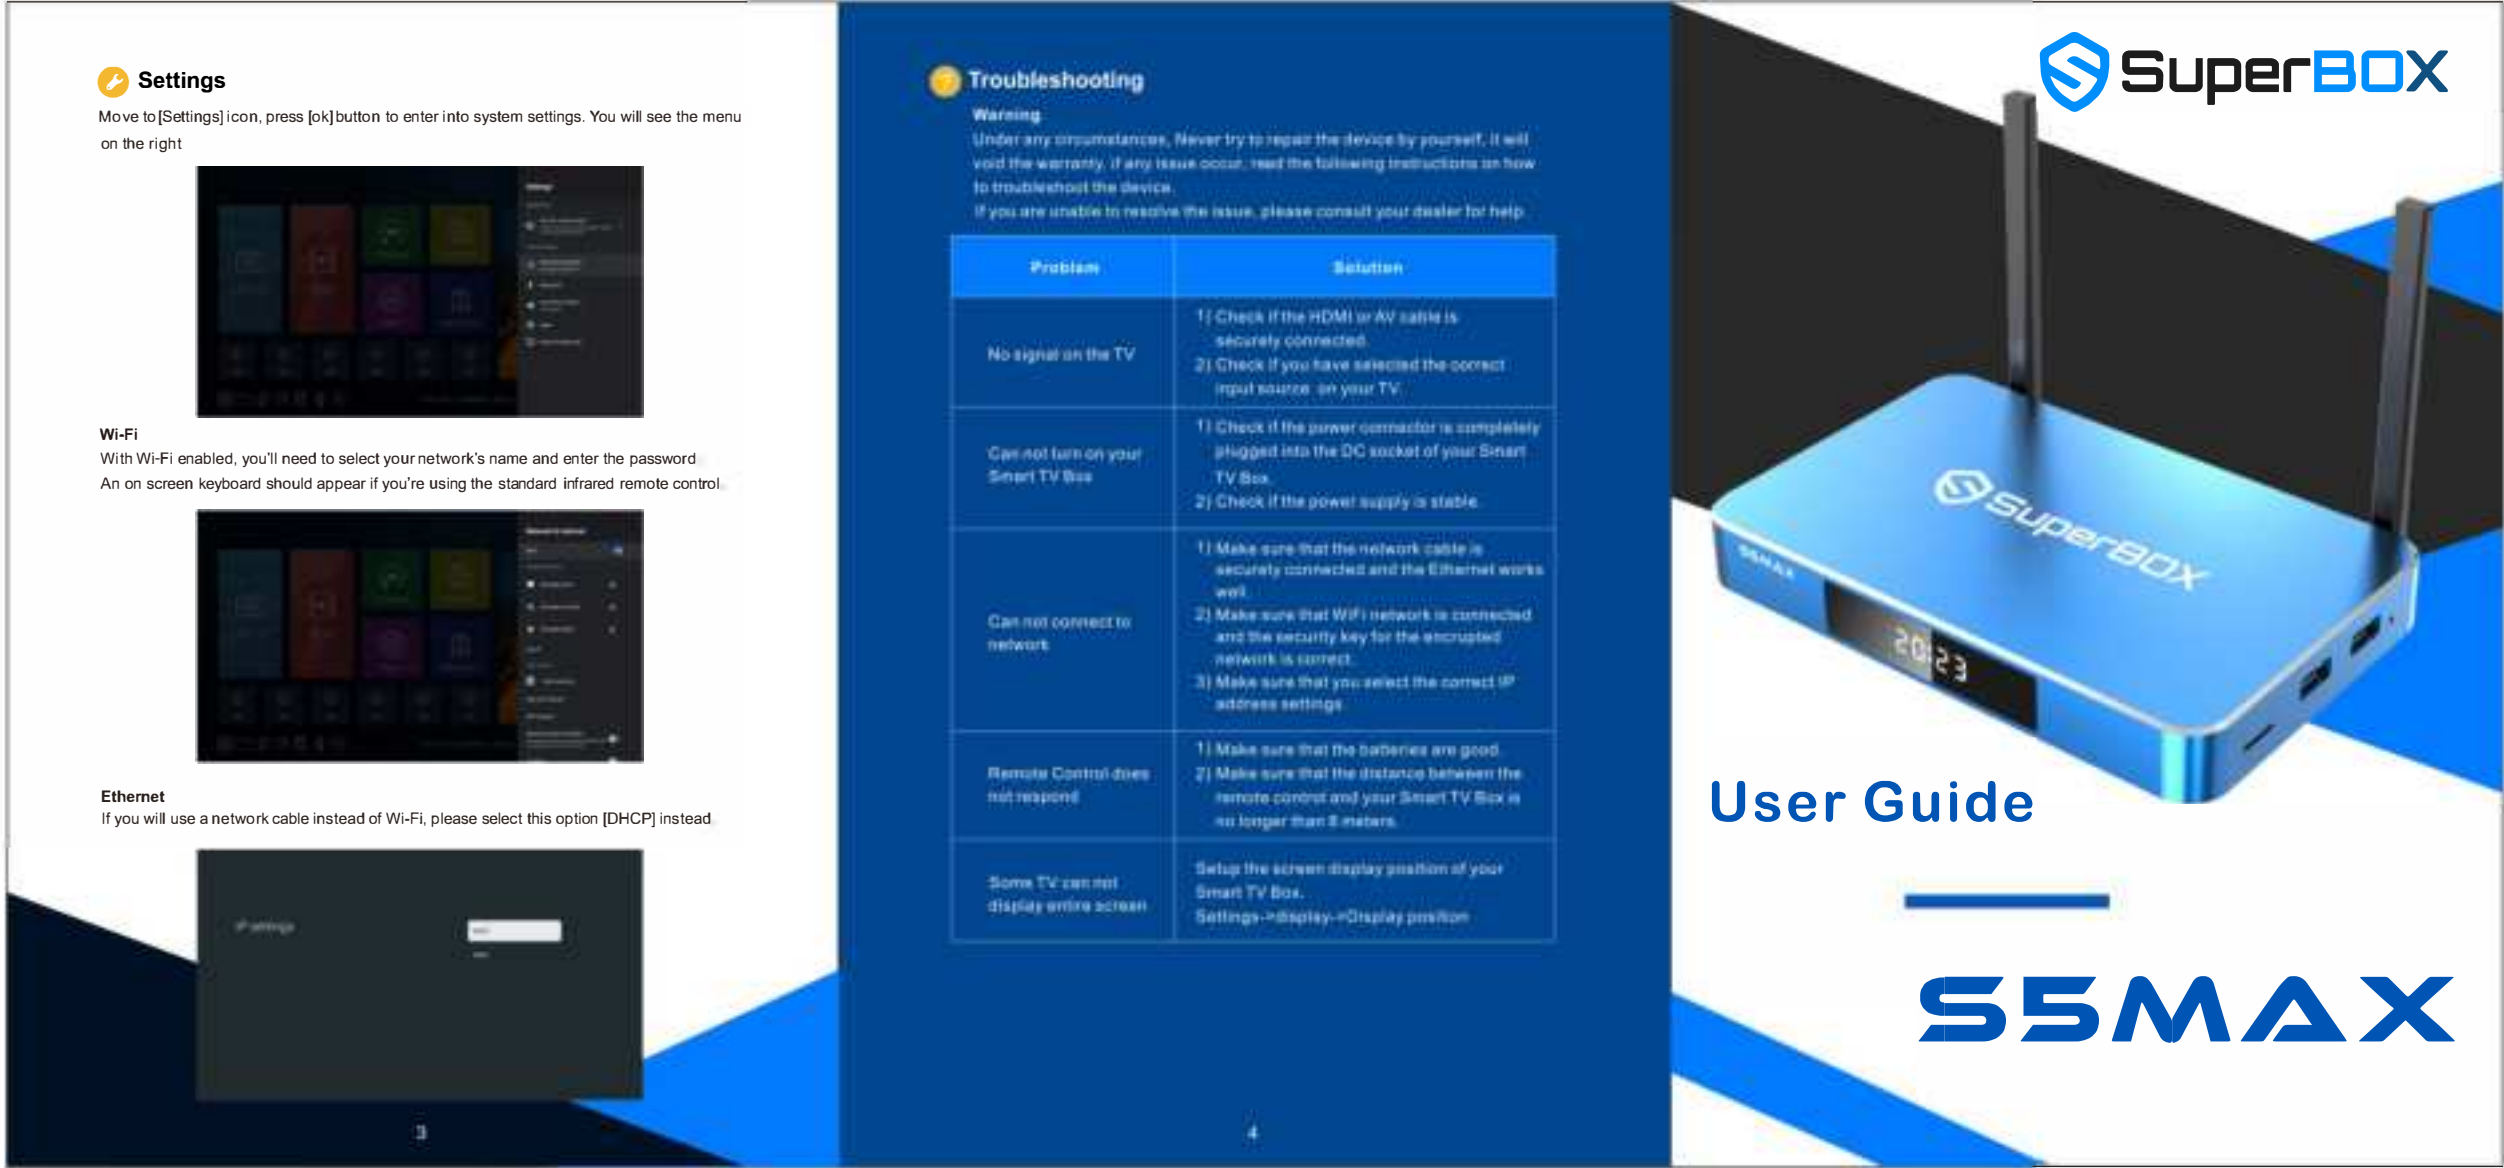 Settings
Move to [Settings] icon, press [ok] button to enter into system settings. You will see the menu
on the right
Wi-Fi
With Wi-Fi enabled, you'll need to select your network's name and enter the password
An on screen keyboard should appear if you're using the standard infrared remote control
Ethernet
If you will use a network cable instead of Wi-Fi, please select this option [DHCP] instead
IP settings
3
Troubleshooting
Warning
Under any circumstances, Never try to repair the device by yourself, it will
void the warranty, if any issue occur, read the following instructions on how
to troubleshoot the device.
If you are unable to resolve the issue, please consult your dealer for help
Problem
Solution
No signal on the TV
1) Check if the HDMI or AV cable is
securely connected.
2) Check if you have selected the correct
input source on your TV.
Can not turn on your
Smart TV Box
1) Check if the power connector is completely
plugged into the DC socket of your Smart
TV Box.
2) Check if the power supply is stable.
Can not connect to
network
1) Make sure that the network cable is
securely connected and the Ethernet works
well.
2) Make sure that WiFi network is connected
and the security key for the encrupted
network is correct.
3) Make sure that you select the correct IP
address settings
Remote Control does
not respond
1) Make sure that the batteries are good.
2) Make sure that the distance between the
remote control and your Smart TV Box is
no longer than 8 meters.
Some TV can not
display entire screen
Setup the screen display position of your
Smart TV Box.
Settings->display->Display position
4
SuperBOX
SuperBOX
S5MAX
20:23
User Guide
S5MAX